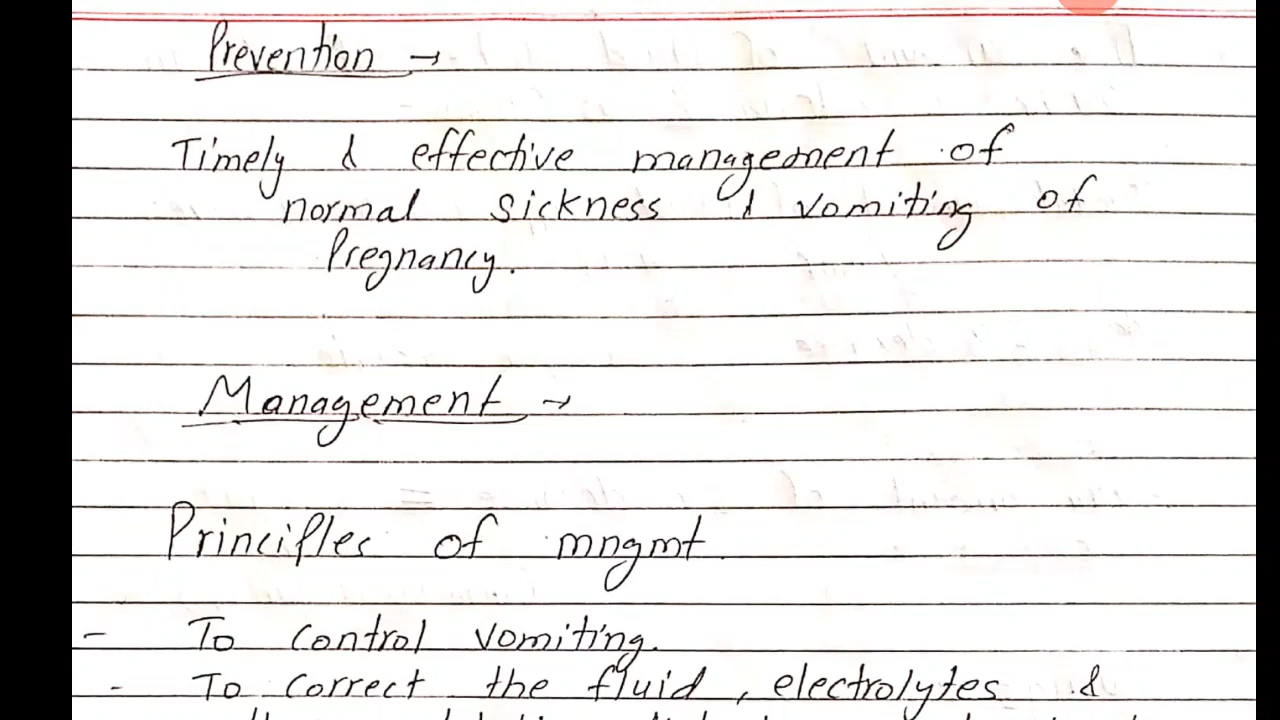 Prevention →
Timely & effective management of
normal sickness & vomiting of
Pregnancy.
Management →
Principles of mngmt
- To control vomiting.
- To correct the fluid, electrolytes &